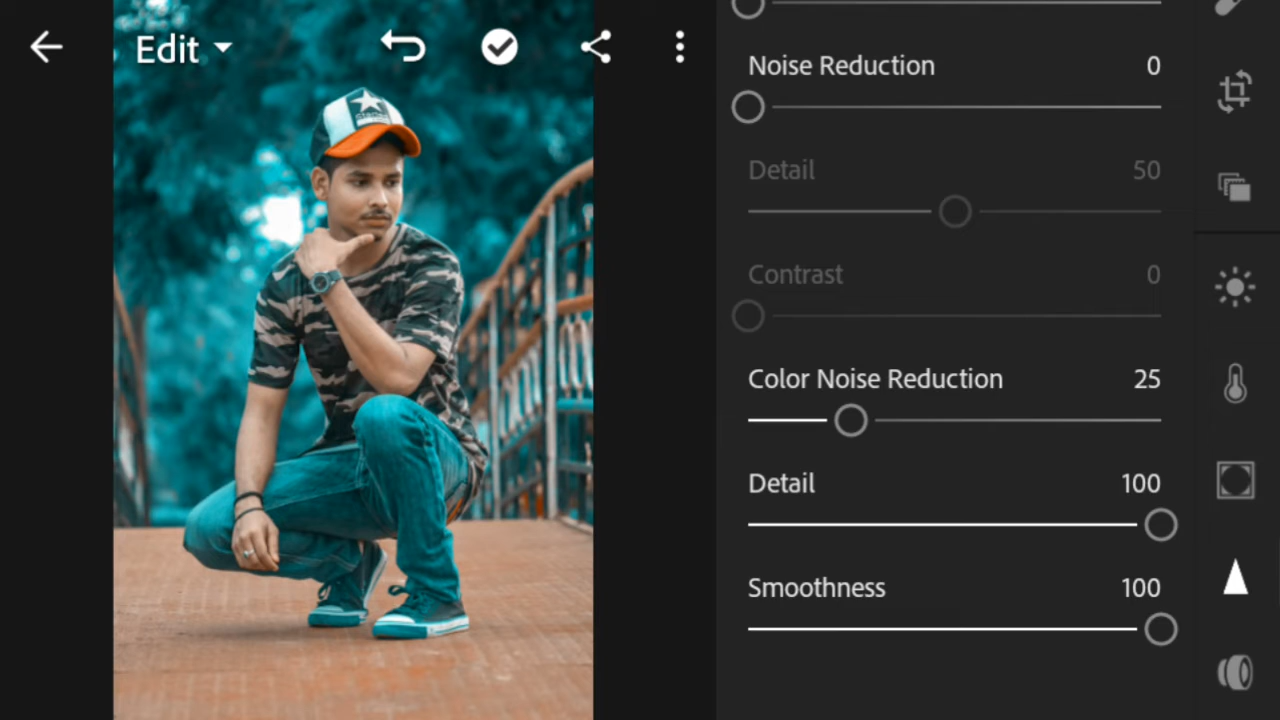 Edit
Noise Reduction 0
Detail 50
Contrast 0
Color Noise Reduction 25
Detail 100
Smoothness 100